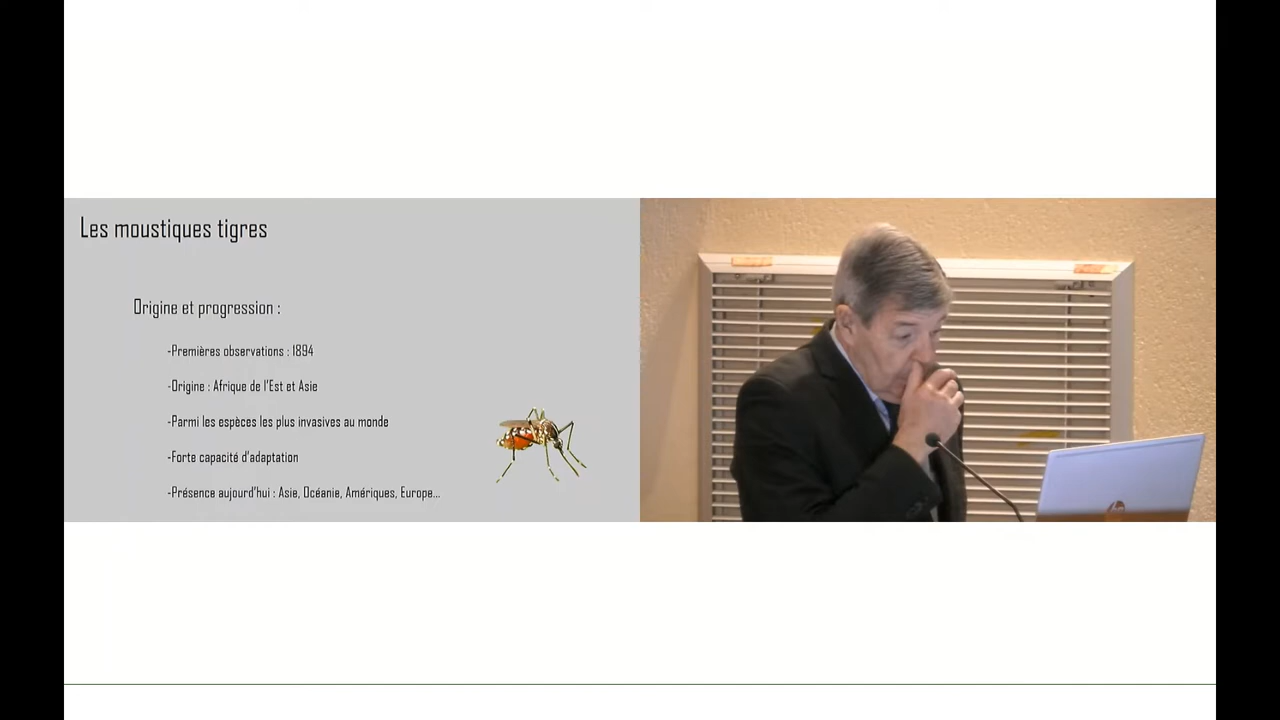 Les moustiques tigres
Origine et progression :
-Premières observations : 1894
-Origine : Afrique de l'Est et Asie
-Parmi les espèces les plus invasives au monde
-Forte capacité d'adaptation
-Présence aujourd'hui : Asie, Océanie, Amériques, Europe...